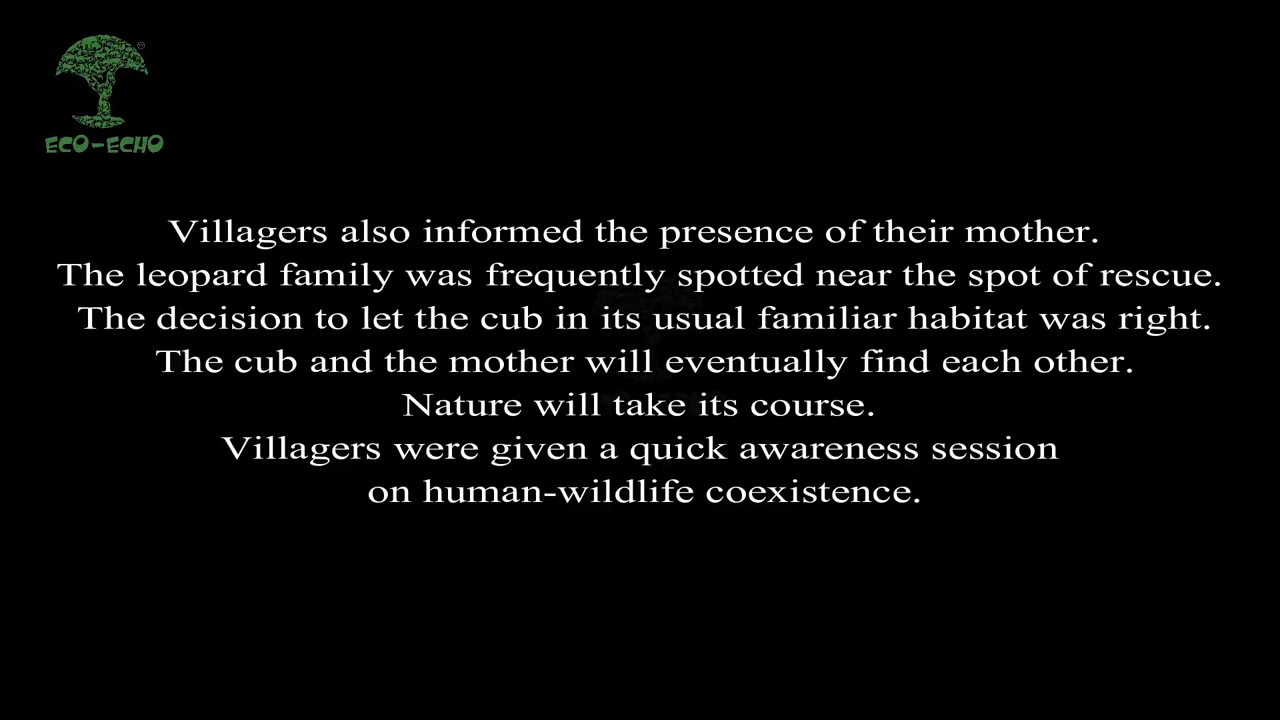 ECO-ECHO
Villagers also informed the presence of their mother.
The leopard family was frequently spotted near the spot of rescue.
The decision to let the cub in its usual familiar habitat was right.
The cub and the mother will eventually find each other.
Nature will take its course.
Villagers were given a quick awareness session
on human-wildlife coexistence.